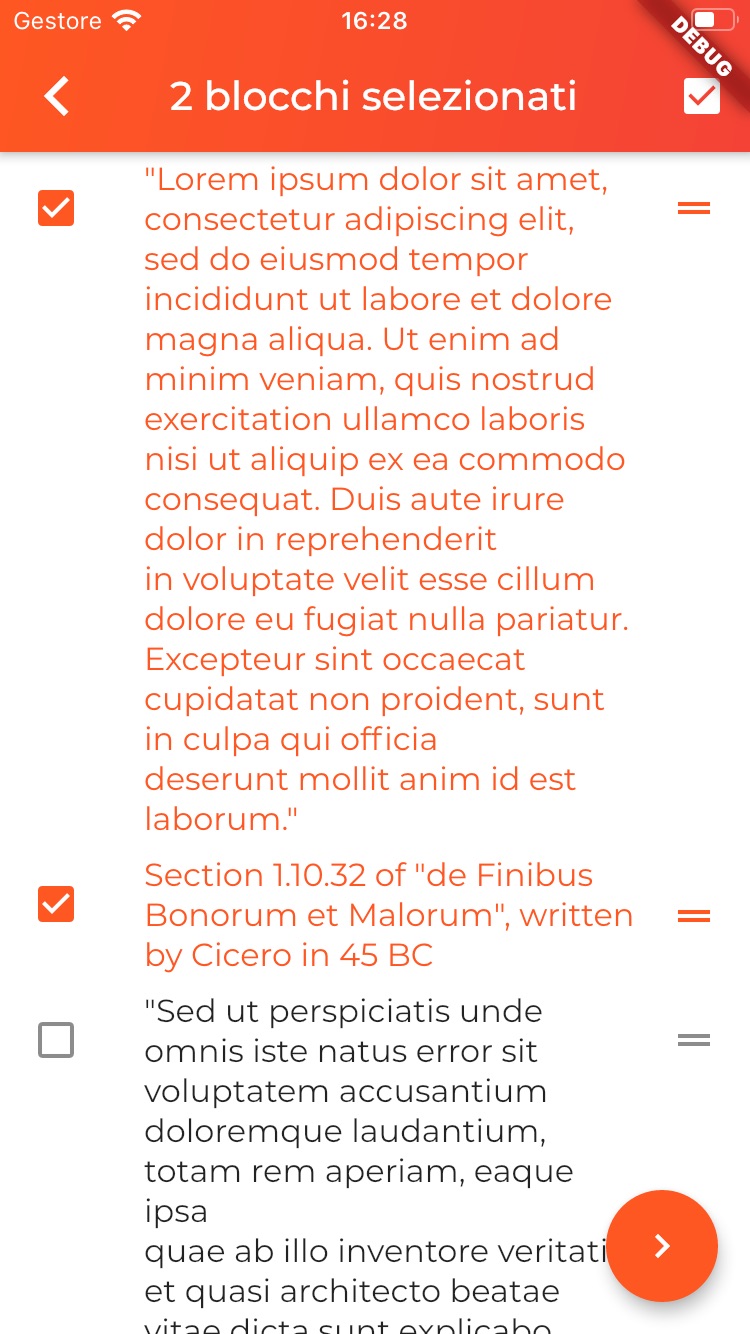 Gestore
16:28
DEBUG
2 blocchi selezionati
"Lorem ipsum dolor sit amet,
consectetur adipiscing elit,
sed do eiusmod tempor
incididunt ut labore et dolore
magna aliqua. Ut enim ad
minim veniam, quis nostrud
exercitation ullamco laboris
nisi ut aliquip ex ea commodo
consequat. Duis aute irure
dolor in reprehenderit
in voluptate velit esse cillum
dolore eu fugiat nulla pariatur.
Excepteur sint occaecat
cupidatat non proident, sunt
in culpa qui officia
deserunt mollit anim id est
laborum."
Section 1.10.32 of "de Finibus
Bonorum et Malorum", written
by Cicero in 45 BC
"Sed ut perspiciatis unde
omnis iste natus error sit
voluptatem accusantium
doloremque laudantium,
totam rem aperiam, eaque
ipsa
quae ab illo inventore veritati
et quasi architecto beatae
vitae dicta sunt explicabo